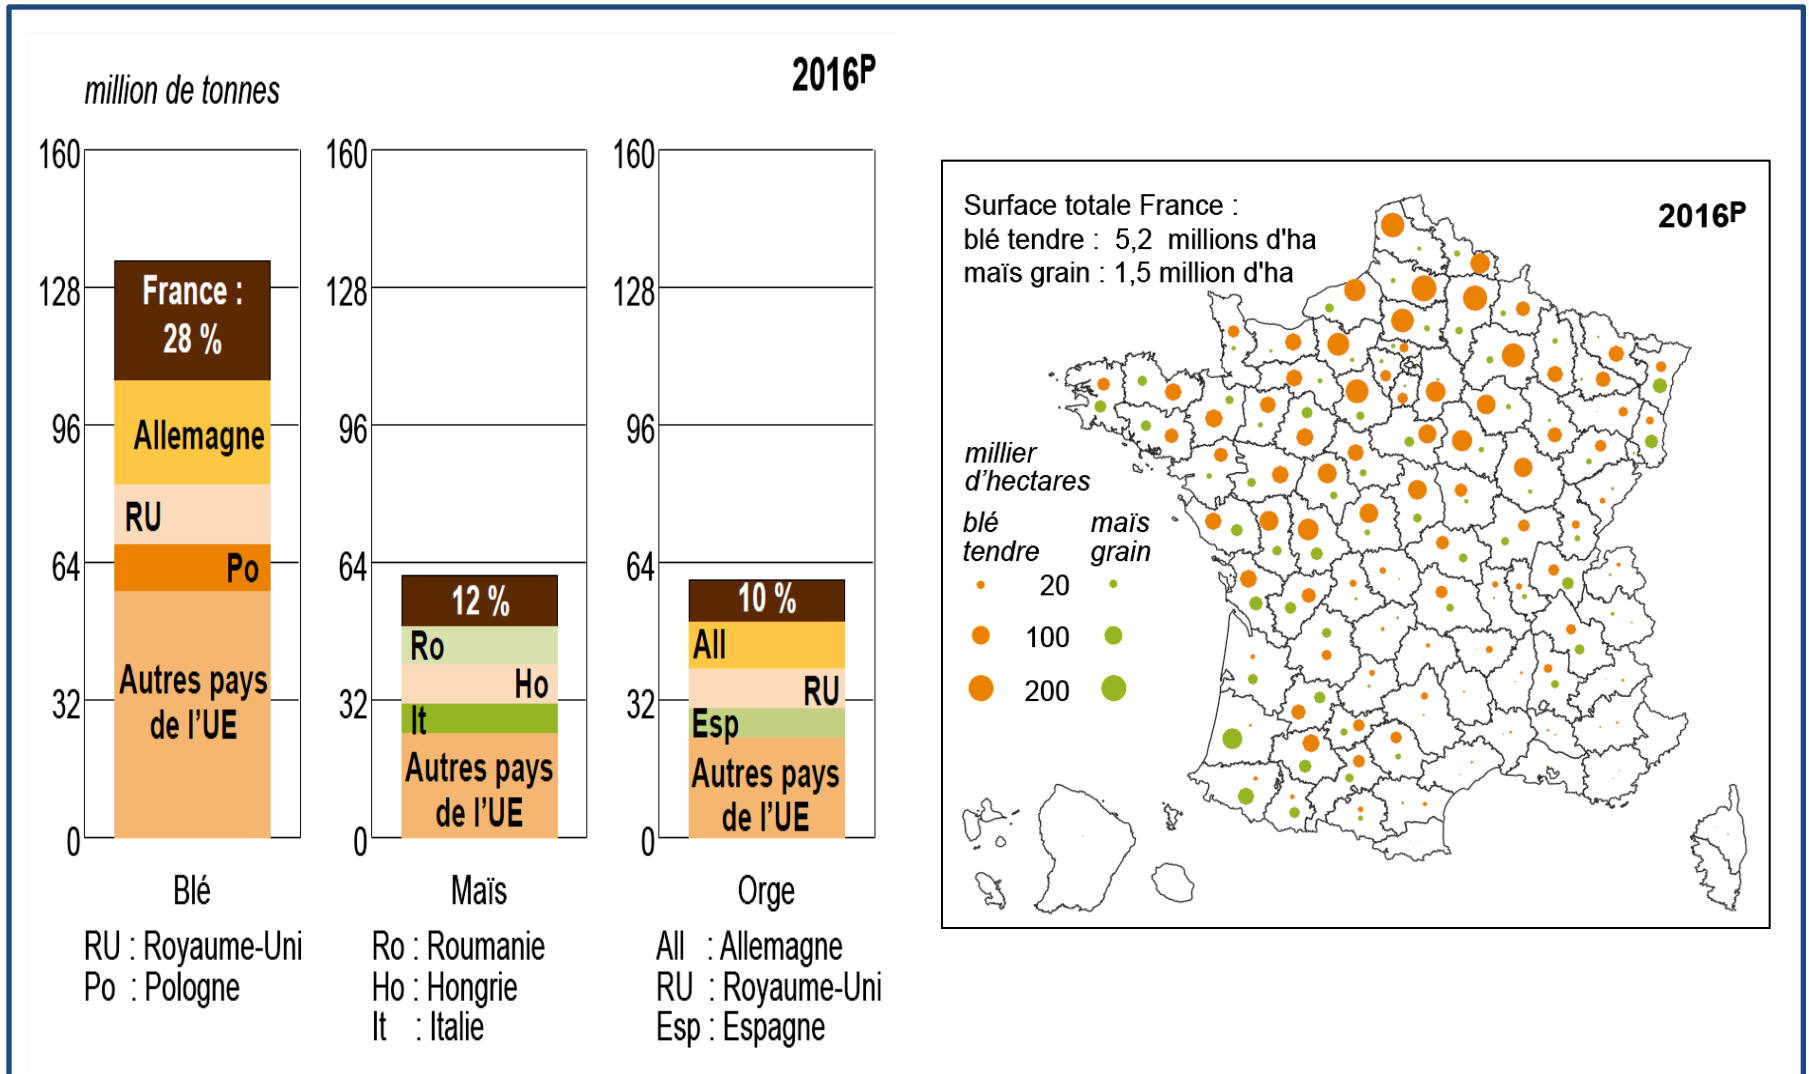 million de tonnes
2016P
160
128
96
64
32
0
France :
28 %
Allemagne
RU
Po
Autres pays
de l'UE
Blé
RU : Royaume-Uni
Po : Pologne
160
128
96
64
32
0
12 %
Ro
Ho
It
Autres pays
de l'UE
Maïs
Ro : Roumanie
Ho : Hongrie
It : Italie
160
128
96
64
32
0
10 %
All
RU
Esp
Autres pays
de l'UE
Orge
All : Allemagne
RU : Royaume-Uni
Esp : Espagne
Surface totale France :
blé tendre : 5,2 millions d'ha
maïs grain : 1,5 million d'ha
2016P
millier
d'hectares
blé
tendre
maïs
grain
20
100
200